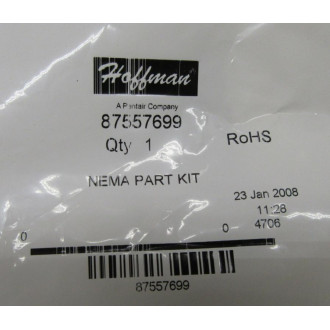 Hoffman
A Pentair Company
87557699
Qty 1
RoHS
NEMA PART KIT
23 Jan 2008
11:28
0 0 4706
87557699